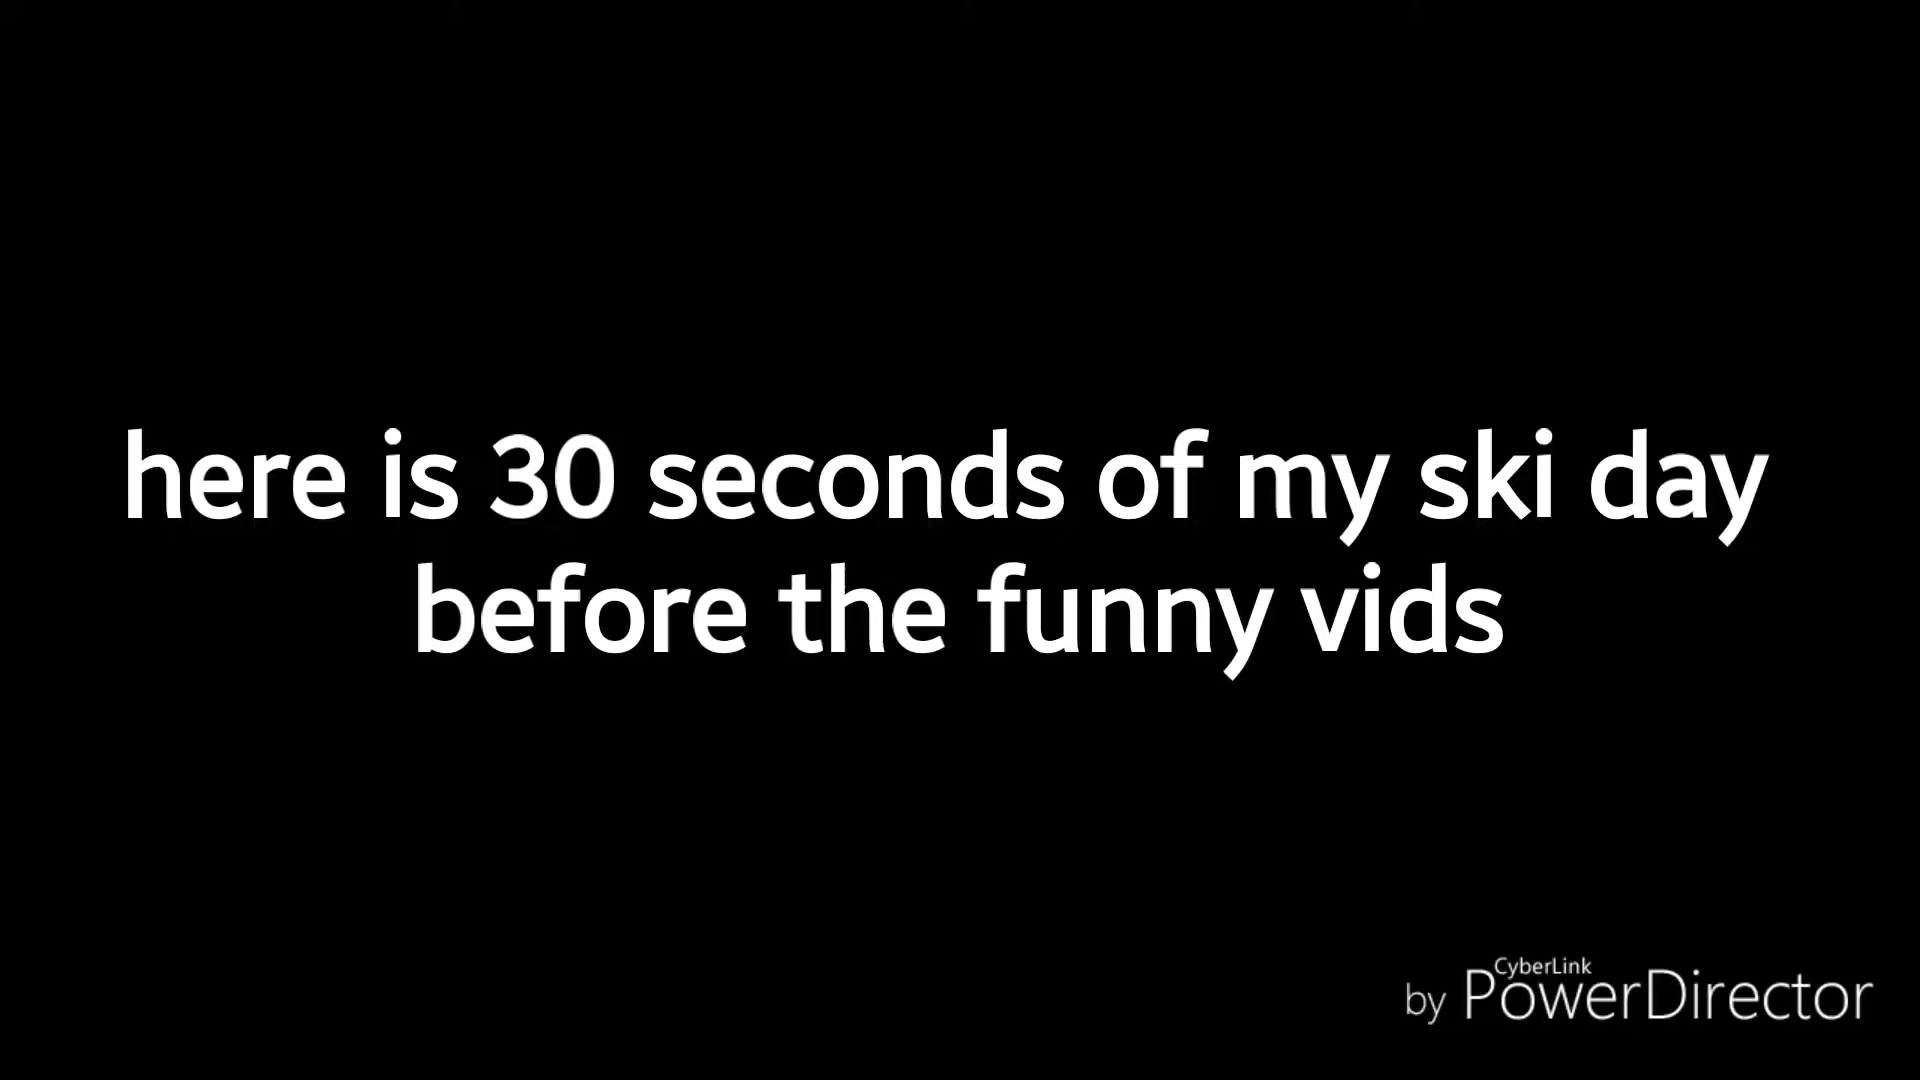 here is 30 seconds of my ski day
before the funny vids
CyberLink
by PowerDirector